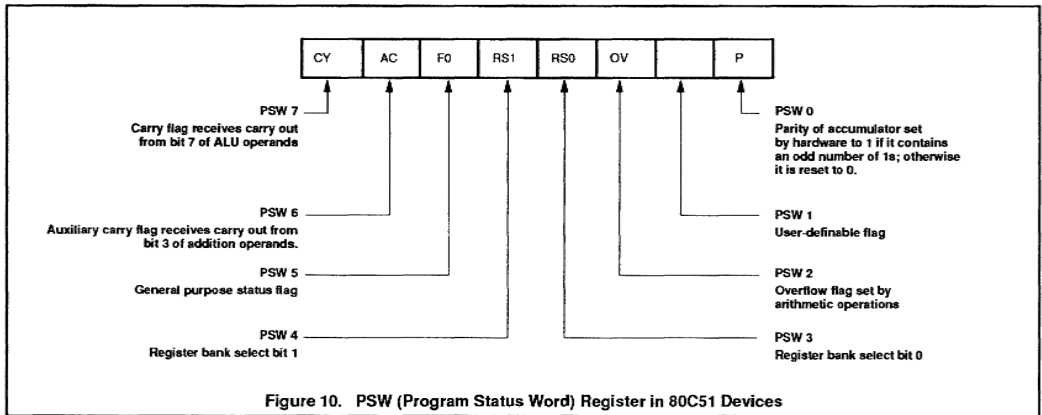 CY AC F0 RS1 RS0 OV P
PSW 7
Carry flag receives carry out
from bit 7 of ALU operands
PSW 6
Auxiliary carry flag receives carry out from
bit 3 of addition operands.
PSW 5
General purpose status flag
PSW 4
Register bank select bit 1
PSW 0
Parity of accumulator set
by hardware to 1 if it contains
an odd number of 1s; otherwise
it is reset to 0.
PSW 1
User-definable flag
PSW 2
Overflow flag set by
arithmetic operations
PSW 3
Register bank select bit 0
Figure 10. PSW (Program Status Word) Register in 80C51 Devices